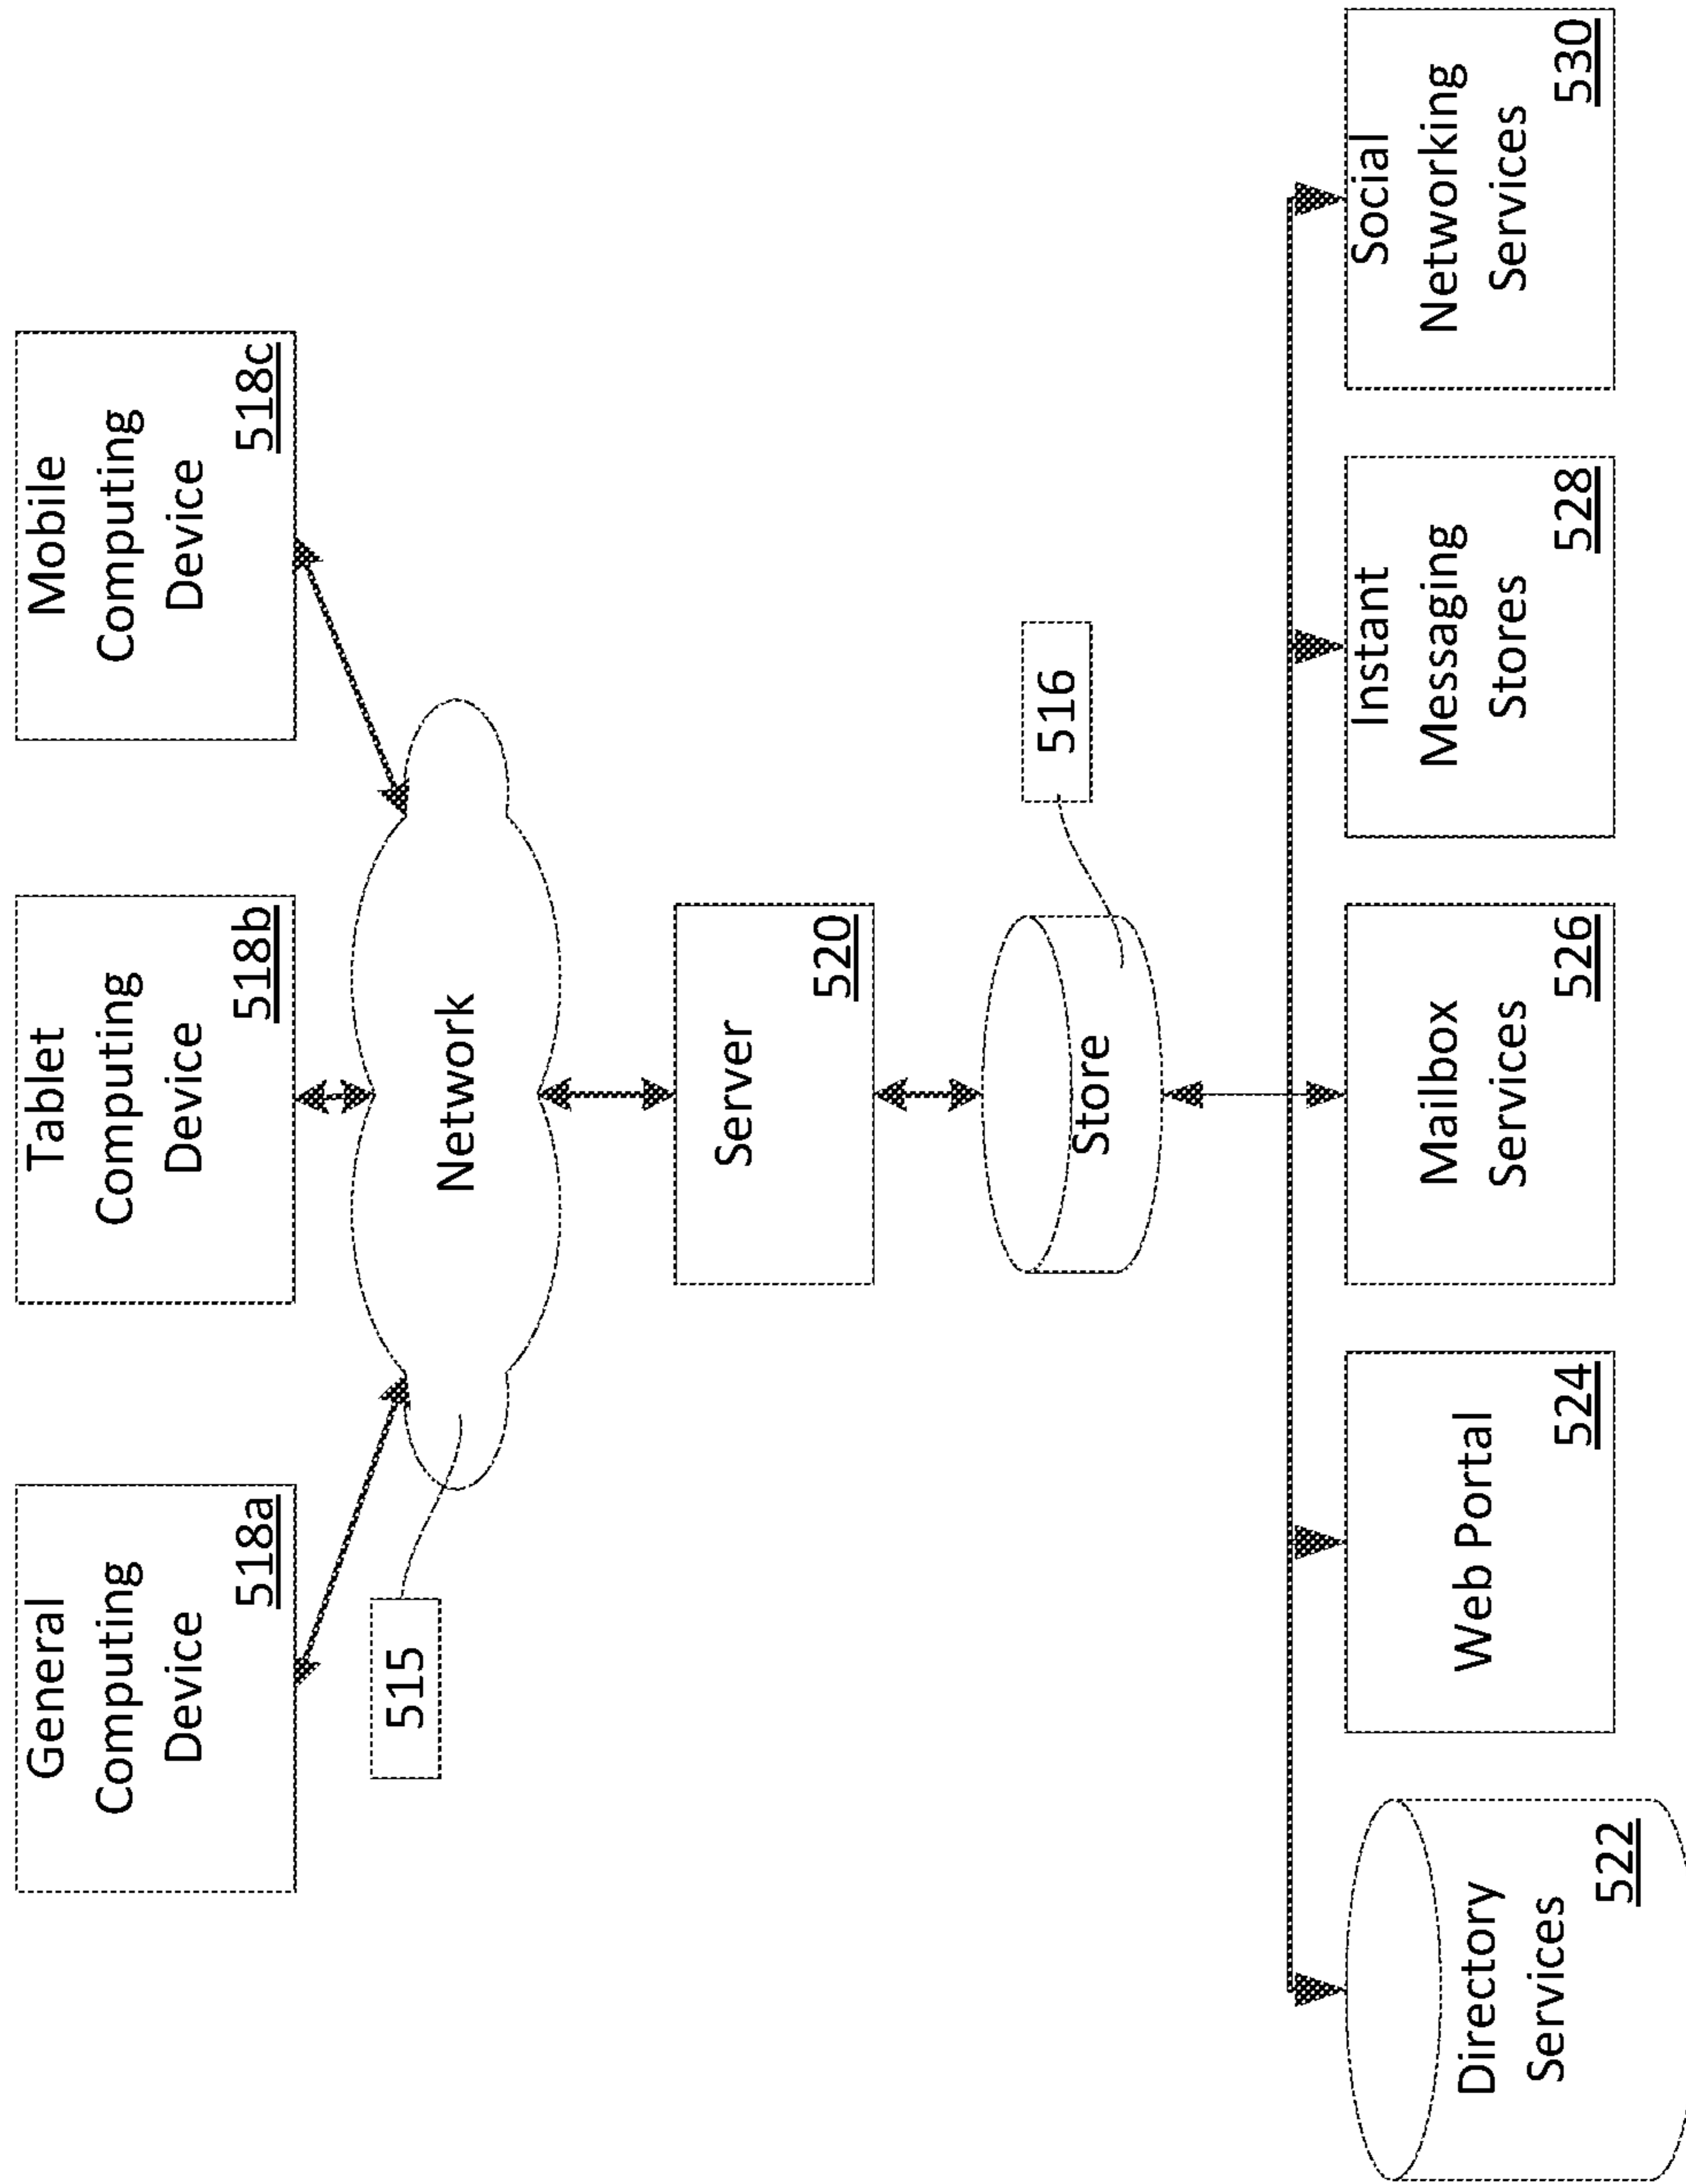 General
Computing
Device
518a
Tablet
Computing
Device
518b
Mobile
Computing
Device
518c
515
Network
Server
520
Store
516
Directory
Services
522
Web Portal
524
Mailbox
Services
526
Instant
Messaging
Stores
528
Social
Networking
Services
530